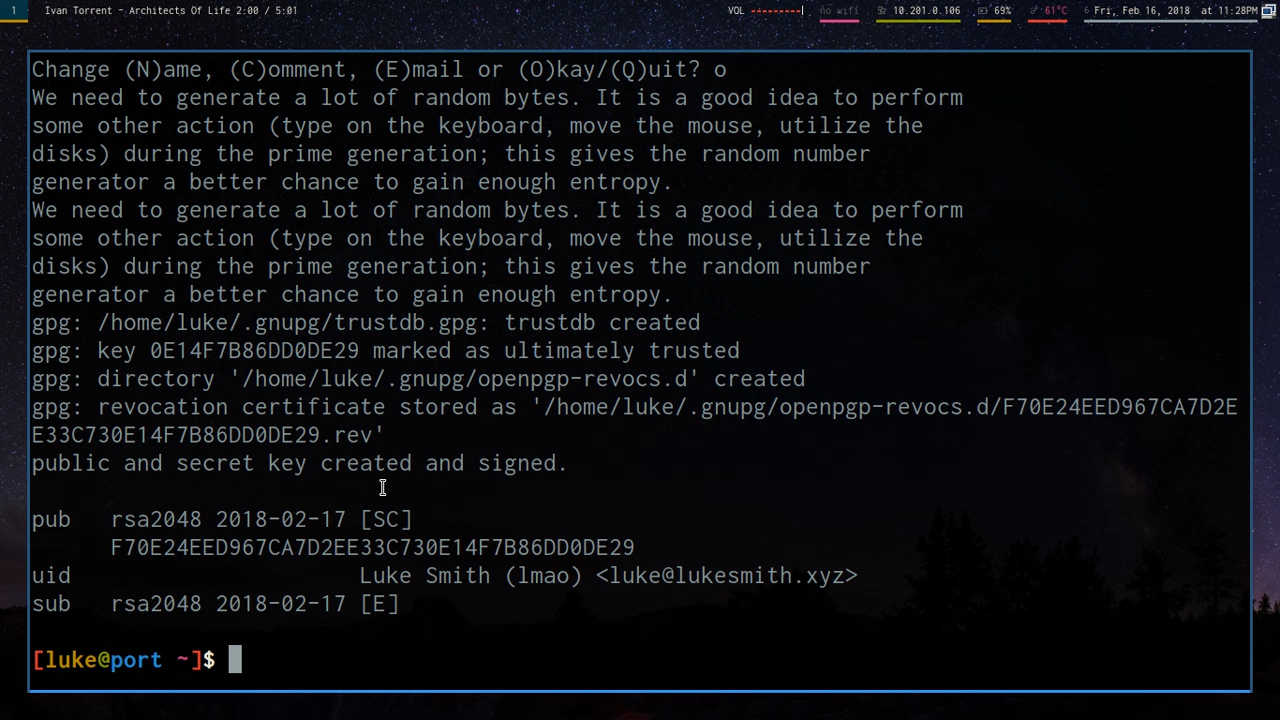 1 Ivan Torrent - Architects Of Life 2:00 / 5:01 VOL --------| no wifi 10.201.0.106 69% 61°C Fri, Feb 16, 2018 at 11:28PM
Change (N)ame, (C)omment, (E)mail or (O)kay/(Q)uit? o
We need to generate a lot of random bytes. It is a good idea to perform
some other action (type on the keyboard, move the mouse, utilize the
disks) during the prime generation; this gives the random number
generator a better chance to gain enough entropy.
We need to generate a lot of random bytes. It is a good idea to perform
some other action (type on the keyboard, move the mouse, utilize the
disks) during the prime generation; this gives the random number
generator a better chance to gain enough entropy.
gpg: /home/luke/.gnupg/trustdb.gpg: trustdb created
gpg: key 0E14F7B86DD0DE29 marked as ultimately trusted
gpg: directory '/home/luke/.gnupg/openpgp-revocs.d' created
gpg: revocation certificate stored as '/home/luke/.gnupg/openpgp-revocs.d/F70E24EED967CA7D2E
E33C730E14F7B86DD0DE29.rev'
public and secret key created and signed.
pub rsa2048 2018-02-17 [SC]
F70E24EED967CA7D2EE33C730E14F7B86DD0DE29
uid Luke Smith (lmao) <luke@lukesmith.xyz>
sub rsa2048 2018-02-17 [E]
[luke@port ~]$